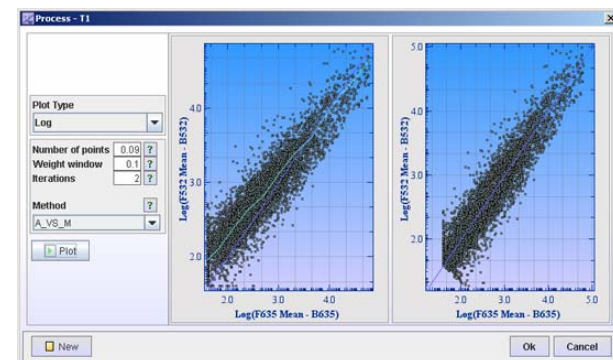 Process - T1
Plot Type
Log
Number of points 0.09 ?
Weight window 0.1 ?
Iterations 2 ?
Method ?
A_VS_M
Plot
Log(F532 Mean - B532)
4.0
3.0
2.0
2.0 3.0 4.0
Log(F635 Mean - B635)
Log(F532 Mean - B532)
5.0
4.0
3.0
2.0
2.0 3.0 4.0 5.0
Log(F635 Mean - B635)
New
Ok
Cancel